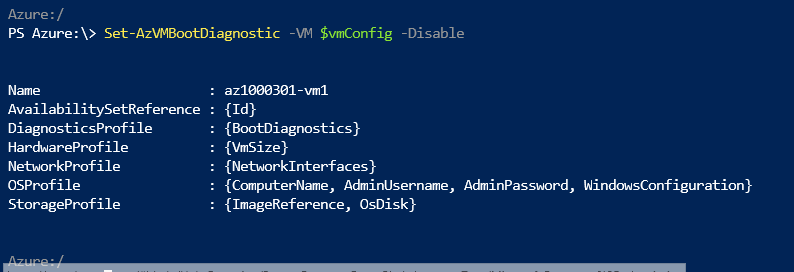 Azure:/
PS Azure:\> Set-AzVMBootDiagnostic -VM $vmConfig -Disable
Name                     : az1000301-vm1
AvailabilitySetReference : {Id}
DiagnosticsProfile       : {BootDiagnostics}
HardwareProfile          : {VmSize}
NetworkProfile           : {NetworkInterfaces}
OSProfile                : {ComputerName, AdminUsername, AdminPassword, WindowsConfiguration}
StorageProfile           : {ImageReference, OsDisk}
Azure:/